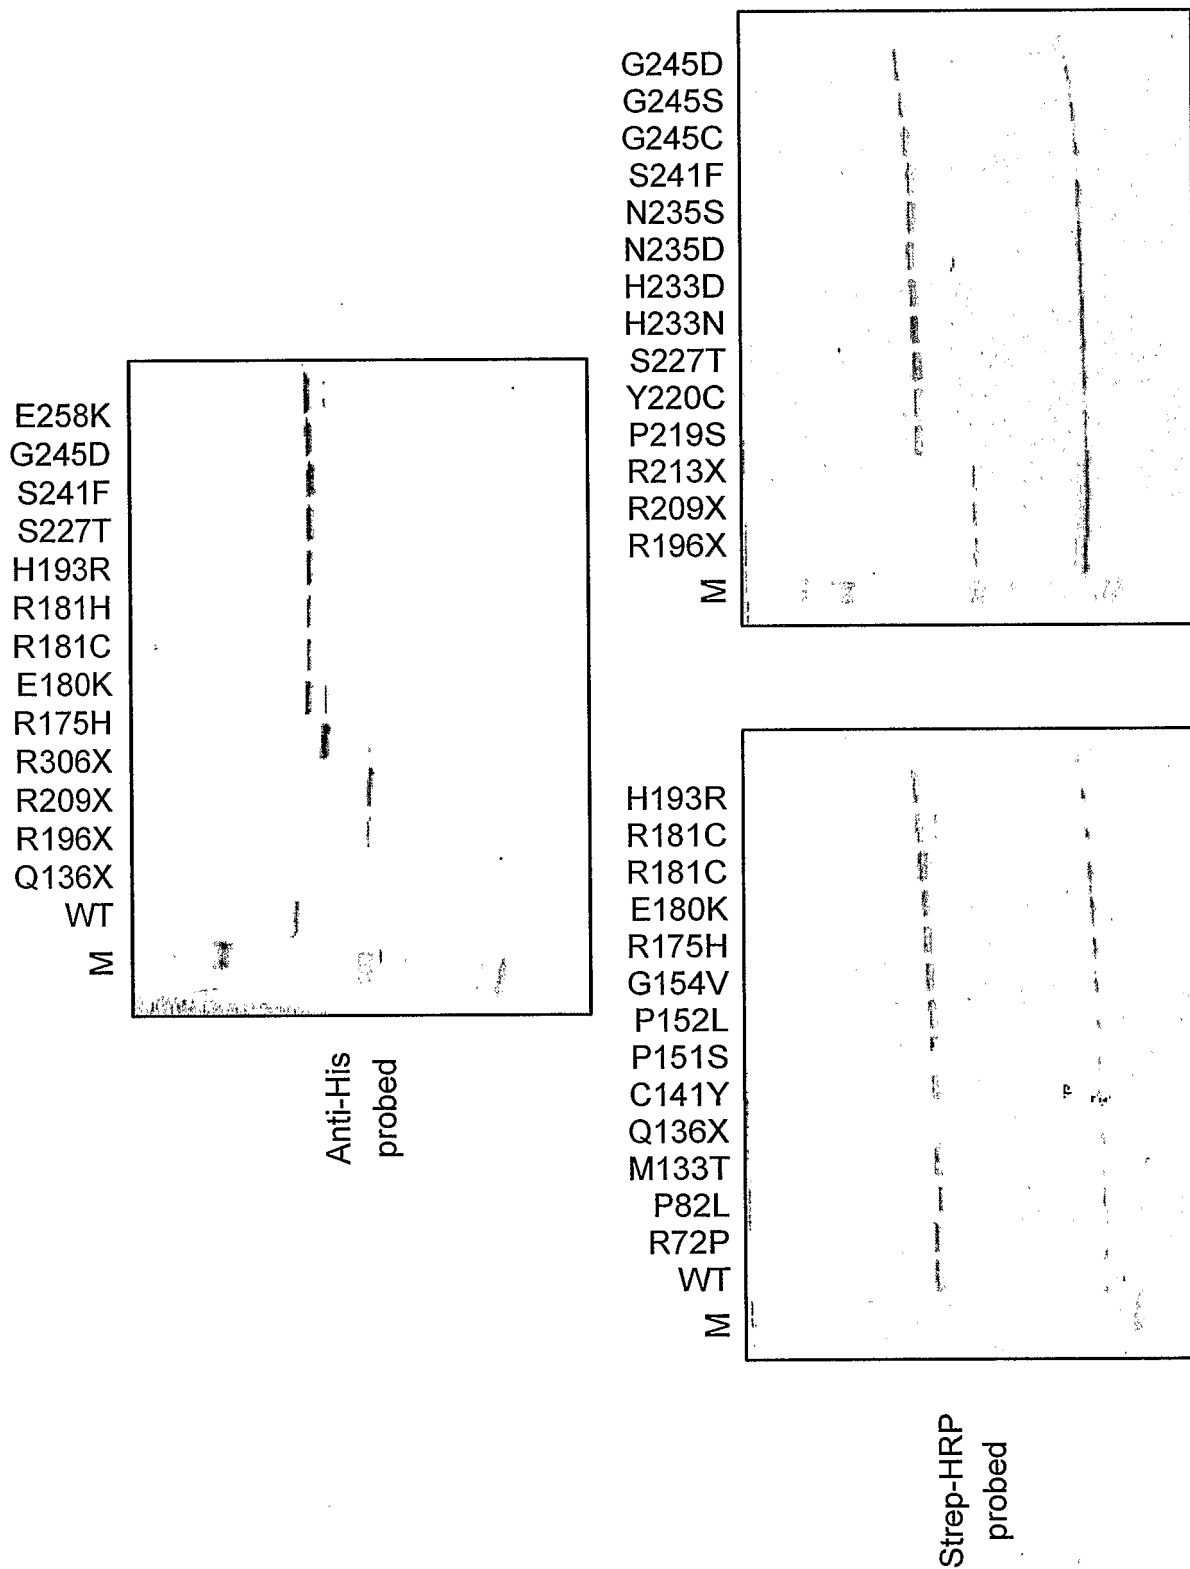 E258K
G245D
S241F
S227T
H193R
R181H
R181C
E180K
R175H
R306X
R209X
R196X
Q136X
WT
M
Anti-His
probed
G245D
G245S
G245C
S241F
N235S
N235D
H233D
H233N
S227T
Y220C
P219S
R213X
R209X
R196X
M
H193R
R181C
R181C
E180K
R175H
G154V
P152L
P151S
C141Y
Q136X
M133T
P82L
R72P
WT
M
Strep-HRP
probed